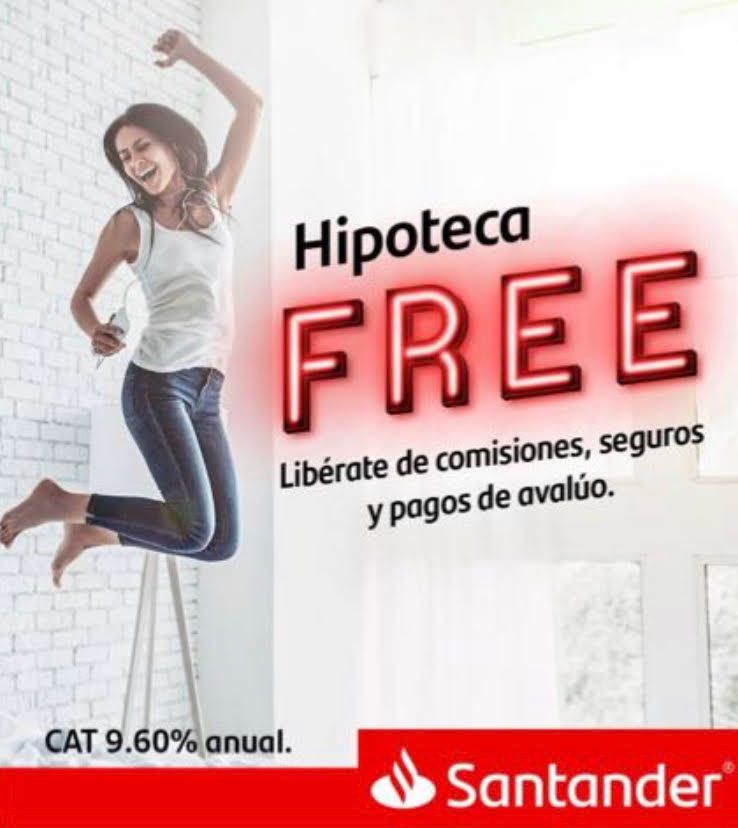 Hipoteca
FREE
Libérate de comisiones, seguros
y pagos de avalúo.
CAT 9.60% anual.
Santander®